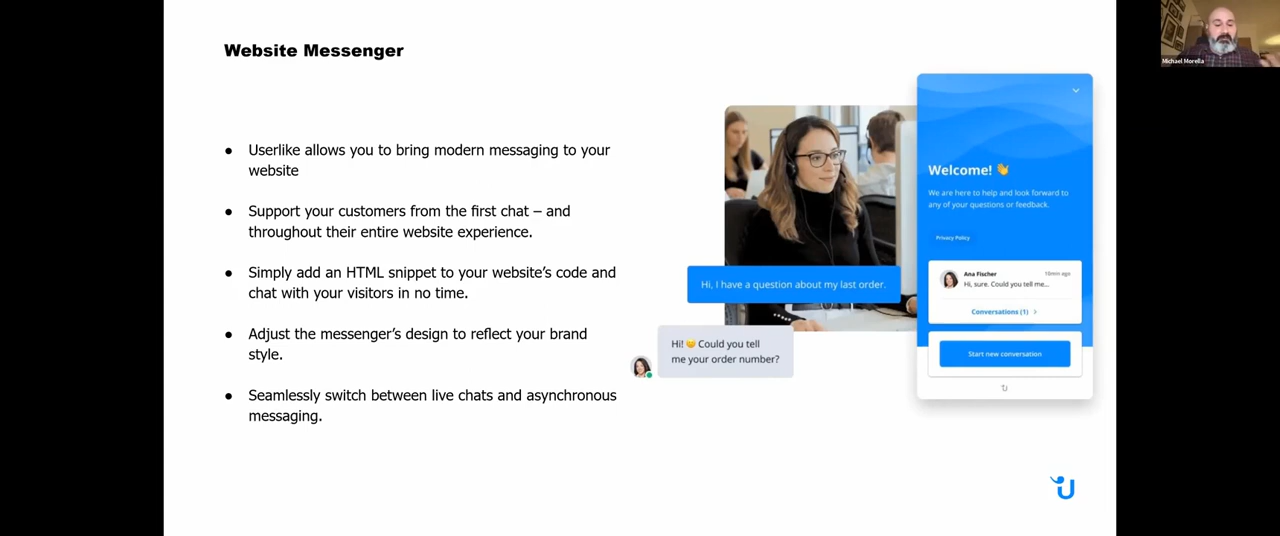 Website Messenger
● Userlike allows you to bring modern messaging to your
website
● Support your customers from the first chat – and
throughout their entire website experience.
● Simply add an HTML snippet to your website’s code and
chat with your visitors in no time.
● Adjust the messenger’s design to reflect your brand
style.
● Seamlessly switch between live chats and asynchronous
messaging.
Hi, I have a question about my last order.
Hi! 😊 Could you tell
me your order number?
Welcome! 👋
We are here to help and look forward to
any of your questions or feedback.
Privacy Policy
Ana Fischer 10min ago
Hi, sure. Could you tell me...
Conversations (1) >
Start new conversation
Michael Morella